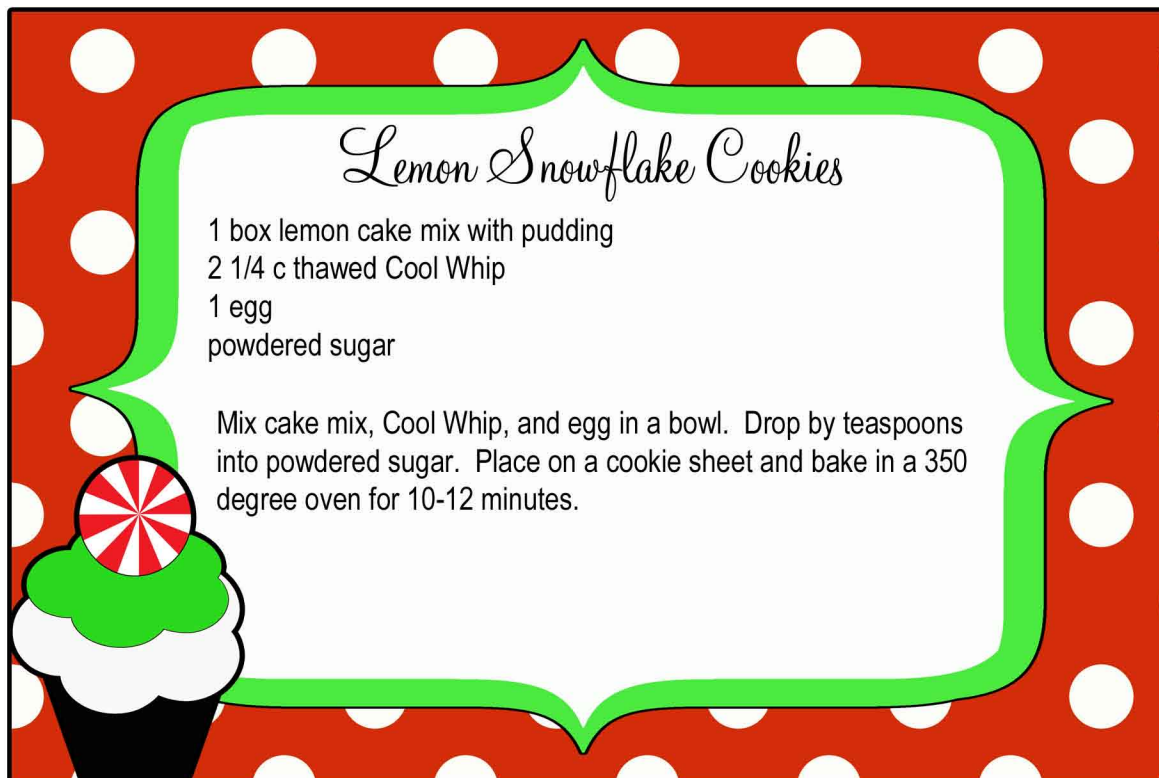 Lemon Snowflake Cookies
1 box lemon cake mix with pudding
2 1/4 c thawed Cool Whip
1 egg
powdered sugar
Mix cake mix, Cool Whip, and egg in a bowl.  Drop by teaspoons
into powdered sugar.  Place on a cookie sheet and bake in a 350
degree oven for 10-12 minutes.